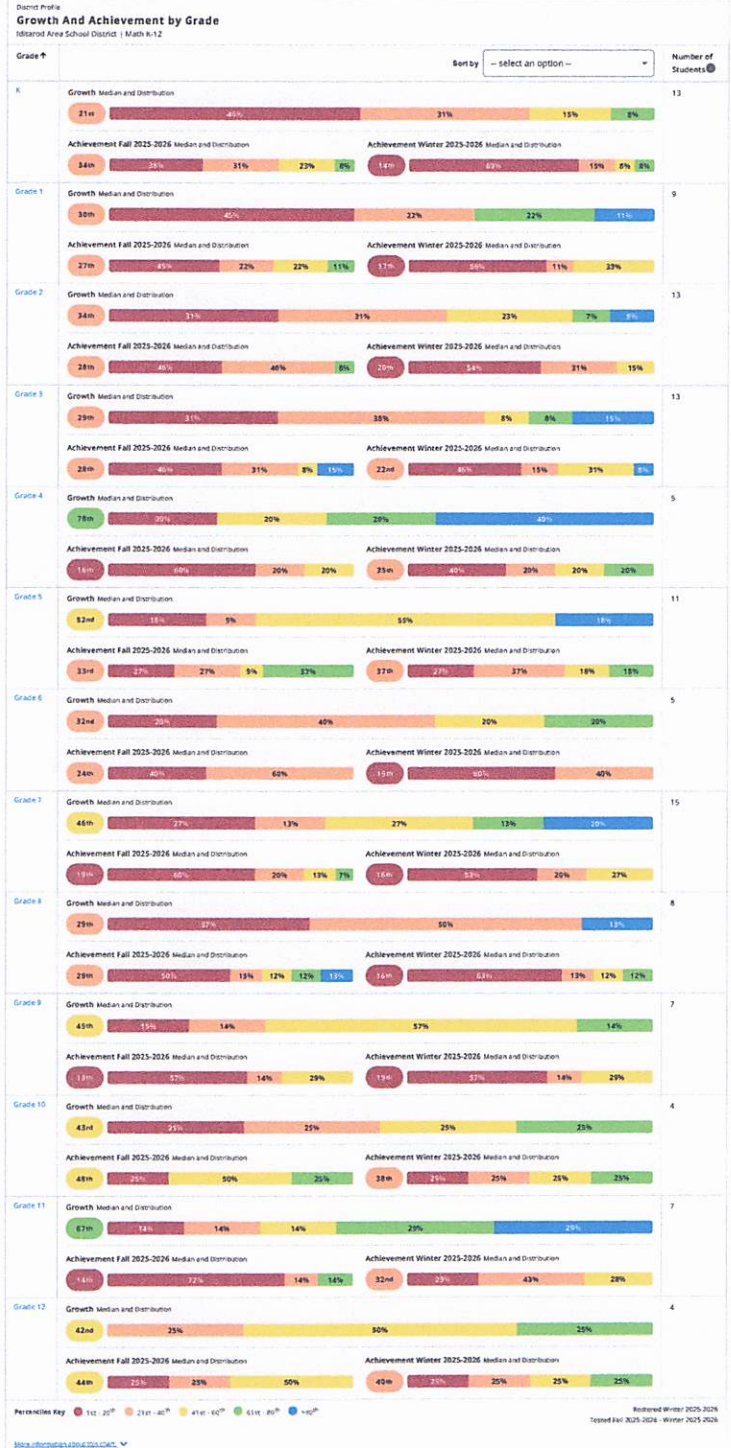 District Profile
Growth And Achievement by Grade
Iditarod Area School District | Math K-12
Grade ↑
Sort by -- select an option --
Number of Students
K
13
Growth Median and Distribution
21st 46% 31% 15% 8%
Achievement Fall 2025-2026 Median and Distribution
34th 38% 31% 23% 8%
Achievement Winter 2025-2026 Median and Distribution
14th 15% 8% 8%
Grade 1
9
Growth Median and Distribution
30th 45% 22% 22% 11%
Achievement Fall 2025-2026 Median and Distribution
27th 45% 22% 22% 11%
Achievement Winter 2025-2026 Median and Distribution
17th 56% 11% 33%
Grade 2
13
Growth Median and Distribution
34th 31% 31% 23% 7% 8%
Achievement Fall 2025-2026 Median and Distribution
28th 46% 46% 8%
Achievement Winter 2025-2026 Median and Distribution
20th 54% 31% 15%
Grade 3
13
Growth Median and Distribution
29th 31% 38% 8% 8% 15%
Achievement Fall 2025-2026 Median and Distribution
28th 46% 31% 8% 15%
Achievement Winter 2025-2026 Median and Distribution
22nd 46% 15% 31% 8%
Grade 4
5
Growth Median and Distribution
78th 20% 20% 20% 40%
Achievement Fall 2025-2026 Median and Distribution
16th 60% 20% 20%
Achievement Winter 2025-2026 Median and Distribution
35th 40% 20% 20% 20%
Grade 5
11
Growth Median and Distribution
52nd 18% 9% 55% 18%
Achievement Fall 2025-2026 Median and Distribution
33rd 27% 27% 9% 37%
Achievement Winter 2025-2026 Median and Distribution
37th 27% 37% 18% 18%
Grade 6
5
Growth Median and Distribution
32nd 20% 40% 20% 20%
Achievement Fall 2025-2026 Median and Distribution
24th 40% 60%
Achievement Winter 2025-2026 Median and Distribution
15th 60% 40%
Grade 7
15
Growth Median and Distribution
46th 27% 13% 27% 13% 20%
Achievement Fall 2025-2026 Median and Distribution
60% 20% 13% 7%
Achievement Winter 2025-2026 Median and Distribution
16th 53% 20% 27%
Grade 8
8
Growth Median and Distribution
29th 37% 50% 13%
Achievement Fall 2025-2026 Median and Distribution
29th 50% 13% 12% 12% 13%
Achievement Winter 2025-2026 Median and Distribution
16th 63% 13% 12% 12%
Grade 9
7
Growth Median and Distribution
45th 15% 14% 57% 14%
Achievement Fall 2025-2026 Median and Distribution
57% 14% 29%
Achievement Winter 2025-2026 Median and Distribution
57% 14% 29%
Grade 10
4
Growth Median and Distribution
43rd 25% 25% 25% 25%
Achievement Fall 2025-2026 Median and Distribution
48th 25% 50% 25%
Achievement Winter 2025-2026 Median and Distribution
38th 25% 25% 25% 25%
Grade 11
7
Growth Median and Distribution
67th 14% 14% 14% 29% 29%
Achievement Fall 2025-2026 Median and Distribution
14th 72% 14% 14%
Achievement Winter 2025-2026 Median and Distribution
32nd 29% 43% 28%
Grade 12
4
Growth Median and Distribution
42nd 25% 50% 25%
Achievement Fall 2025-2026 Median and Distribution
44th 25% 25% 50%
Achievement Winter 2025-2026 Median and Distribution
40th 25% 25% 25% 25%
Percentiles Key 1st - 20th 21st - 40th 41st - 60th 61st - 80th >80th
Rostered Winter 2025-2026
Tested Fall 2025-2026 - Winter 2025-2026
More information about this chart